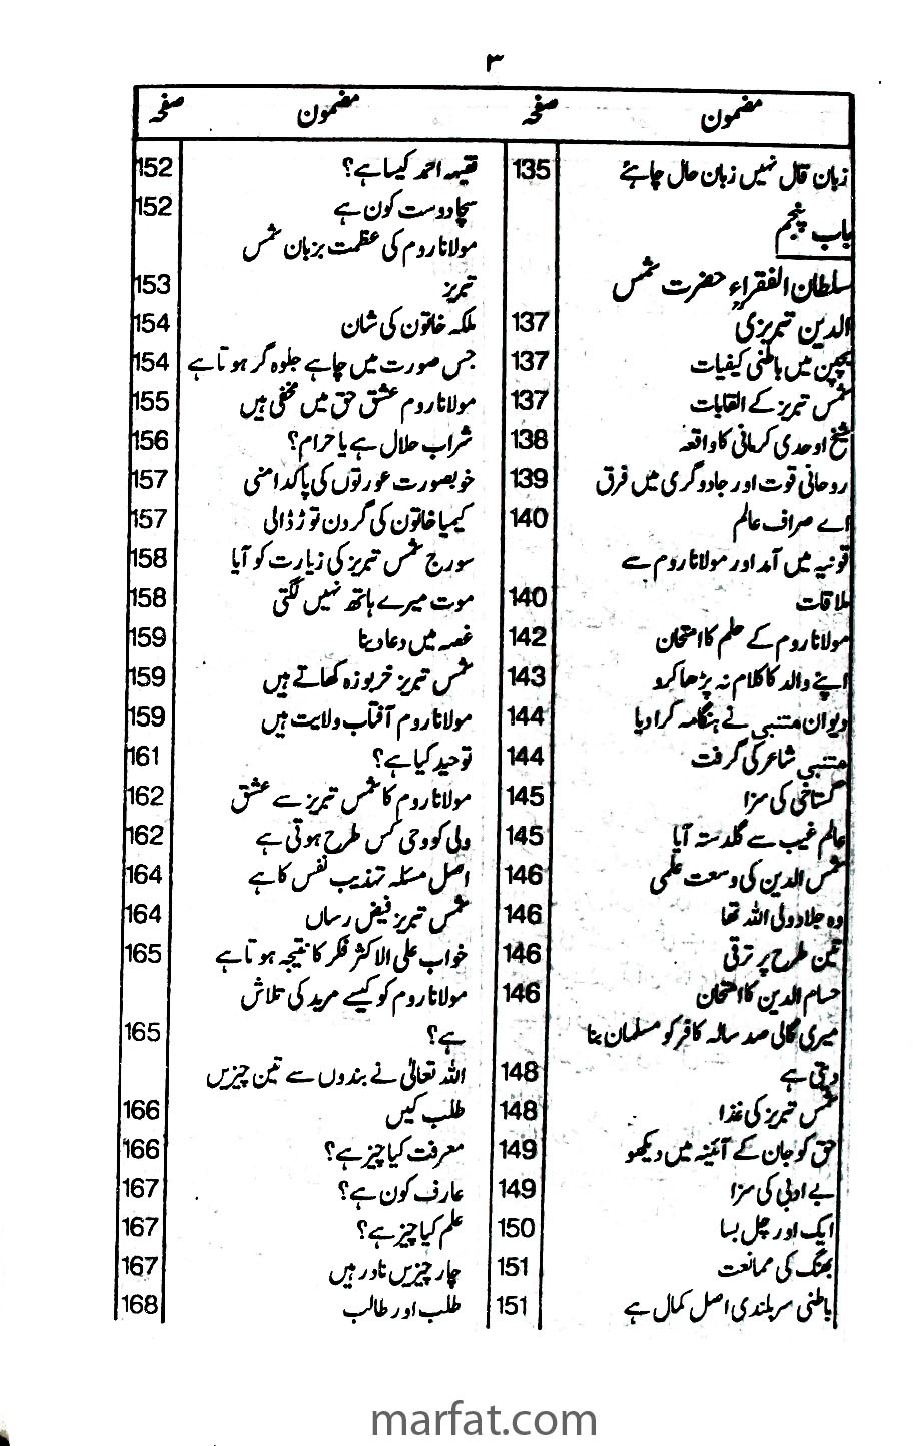 ۳
مضمون صفحہ مضمون صفحہ
زبان قال نہیں زبان حال چاہئے 135
باب پنجم
سلطان الفقراء حضرت شمس
الدین تبریزی 137
بچپن میں باطنی کیفیات 137
شمس تبریز کے القابات 137
شیخ اوحدی کرمانی کا واقعہ 138
روحانی قوت اور جادوگری میں فرق 139
اے صراف عالم 140
قونیہ میں آمد اور مولانا روم سے
ملاقات 140
مولانا روم کے حلم کا امتحان 142
اپنے والد کا کلام نہ پڑھا کرو 143
دیوان متنبی نے ہنگامہ کرا دیا 144
متنبی شاعر کی گرفت 144
گستاخی کی سزا 145
عالم غیب سے گلدستہ آیا 145
شمس الدین کی وسعت علمی 146
وہ جلاد ولی اللہ تھا 146
تین طرح پر ترقی 146
حسام الدین کا امتحان 146
میری گالی صد سالہ کافر کو مسلمان بنا
دیتی ہے 148
شمس تبریز کی غذا 148
حق کو جان کے آئینہ میں دیکھو 149
بے ادبی کی سزا 149
ایک اور چل بسا 150
بھنگ کی ممانعت 151
باطنی سربلندی اصل کمال ہے 151
فقیہہ احمد کیسا ہے؟ 152
سچا دوست کون ہے 152
مولانا روم کی عظمت بزبان شمس
تبریز 153
ملکہ خاتون کی شان 154
جس صورت میں چاہے جلوہ گر ہوتا ہے 154
مولانا روم عشق حق میں مخفی ہیں 155
شراب حلال ہے یا حرام؟ 156
خوبصورت عورتوں کی پاکدامنی 157
کیمیا خاتون کی گردن توڑ ڈالی 157
سورج شمس تبریز کی زیارت کو آیا 158
موت میرے ہاتھ نہیں لگتی 158
غصہ میں دعا دینا 159
شمس تبریز خربوزہ کھاتے ہیں 159
مولانا روم آفتاب ولایت ہیں 159
توحید کیا ہے؟ 161
مولانا روم کا شمس تبریز سے عشق 162
ولی کو وحی کس طرح ہوتی ہے 162
اصل مسئلہ تہذیب نفس کا ہے 164
شمس تبریز فیض رساں 164
خواب علی الاکثر فکر کا نتیجہ ہوتا ہے 165
مولانا روم کو کیسے مرید کی تلاش
ہے؟ 165
اللہ تعالیٰ نے بندوں سے تین چیزیں
طلب کیں 166
معرفت کیا چیز ہے؟ 166
عارف کون ہے؟ 167
علم کیا چیز ہے؟ 167
چار چیزیں نادر ہیں 167
طلب اور طالب 168
marfat.com